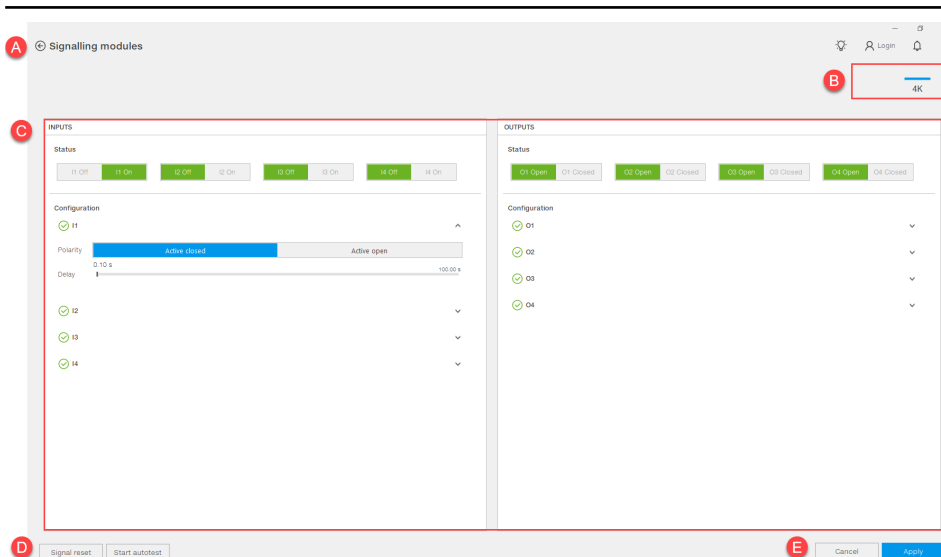 A Signalling modules Login
B 4K
C
INPUTS OUTPUTS
Status Status
I1 Off I1 On I2 Off I2 On I3 Off I3 On I4 Off I4 On O1 Open O1 Closed O2 Open O2 Closed O3 Open O3 Closed O4 Open O4 Closed
Configuration Configuration
I1 O1
Polarity Active closed Active open
O2
0,10 s 100,00 s
Delay
O3
I2 O4
I3
I4
D Signal reset Start autotest E Cancel Apply